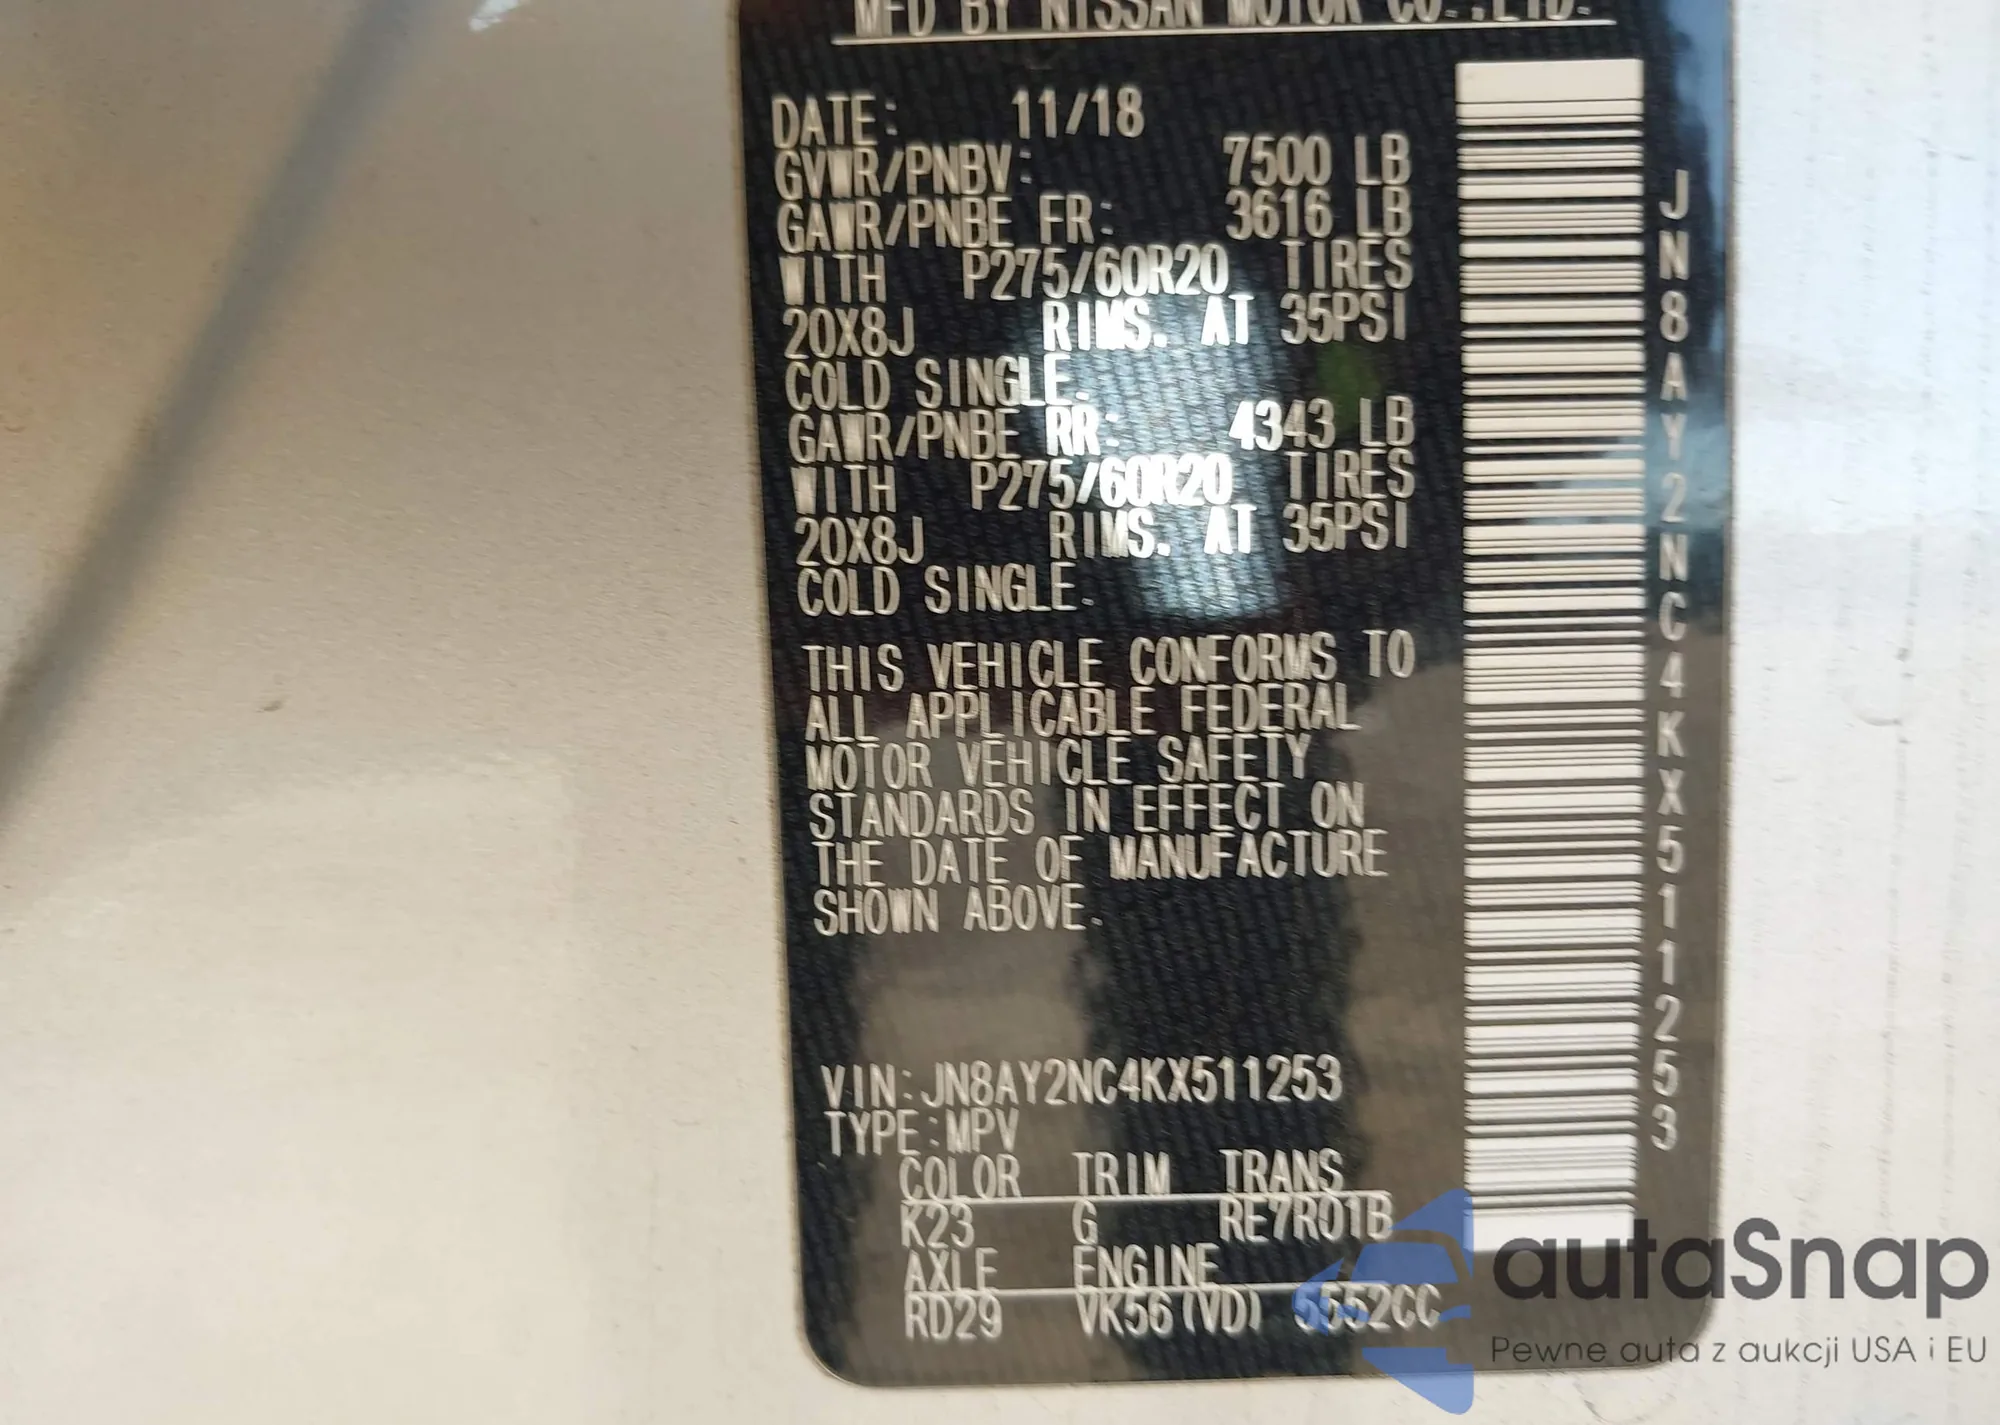 MFD BY NISSAN MOTOR CO.,LTD.
DATE: 11/18
GVWR/PNBV: 7500 LB
GAWR/PNBE FR: 3616 LB
WITH P275/60R20 TIRES
20X8J RIMS. AT 35PSI
COLD SINGLE.
GAWR/PNBE RR: 4343 LB
WITH P275/60R20 TIRES
20X8J RIMS. AT 35PSI
COLD SINGLE.
THIS VEHICLE CONFORMS TO
ALL APPLICABLE FEDERAL
MOTOR VEHICLE SAFETY
STANDARDS IN EFFECT ON
THE DATE OF MANUFACTURE
SHOWN ABOVE.
VIN:JN8AY2NC4KX511253
TYPE:MPV
COLOR TRIM TRANS
K23 G RE7R01B
AXLE ENGINE
RD29 VK56(VD) 5552CC
JN8AY2NC4KX511253
autaSnap
Pewne auta z aukcji USA i EU